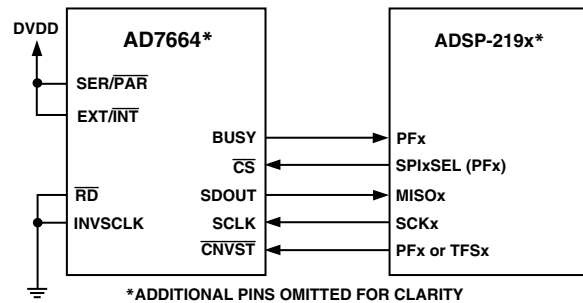 DVDD
AD7664*
ADSP-219x*
SER/PAR
EXT/INT
BUSY
PFx
CS
SPIxSEL (PFx)
RD
SDOUT
MISOx
INVSCLK
SCLK
SCKx
CNVST
PFx or TFSx
*ADDITIONAL PINS OMITTED FOR CLARITY